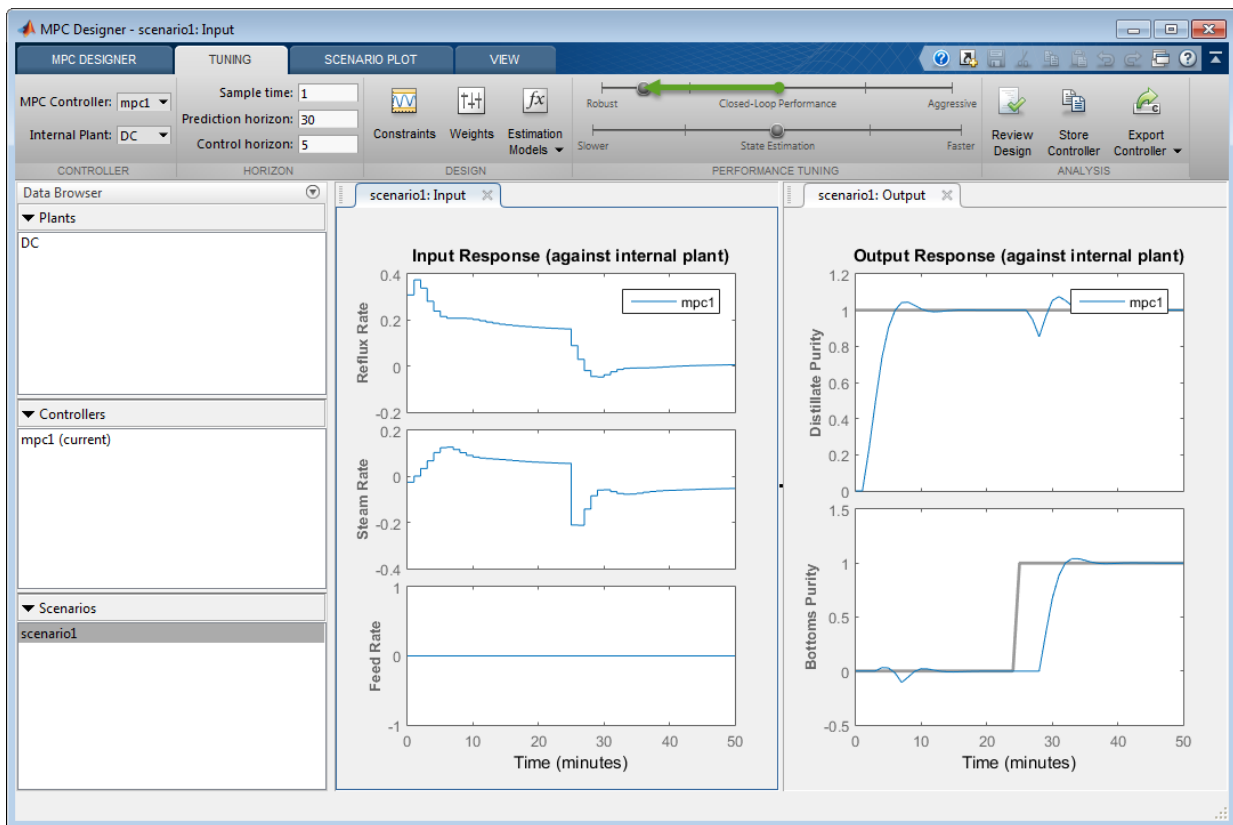 MPC Designer - scenario1: Input
MPC DESIGNER TUNING SCENARIO PLOT VIEW
MPC Controller: mpc1
Internal Plant: DC
CONTROLLER
Sample time: 1
Prediction horizon: 30
Control horizon: 5
HORIZON
Constraints
Weights
Estimation
Models
DESIGN
Robust Closed-Loop Performance Aggressive
Slower State Estimation Faster
PERFORMANCE TUNING
Review
Design
Store
Controller
Export
Controller
ANALYSIS
Data Browser
Plants
DC
Controllers
mpc1 (current)
Scenarios
scenario1
scenario1: Input
Input Response (against internal plant)
mpc1
Reflux Rate
0.4
0.2
0
-0.2
Steam Rate
0.2
0
-0.2
-0.4
Feed Rate
1
0
-1
0 10 20 30 40 50
Time (minutes)
scenario1: Output
Output Response (against internal plant)
mpc1
Distillate Purity
1.2
1
0.8
0.6
0.4
0.2
0
Bottoms Purity
1.5
1
0.5
0
-0.5
0 10 20 30 40 50
Time (minutes)